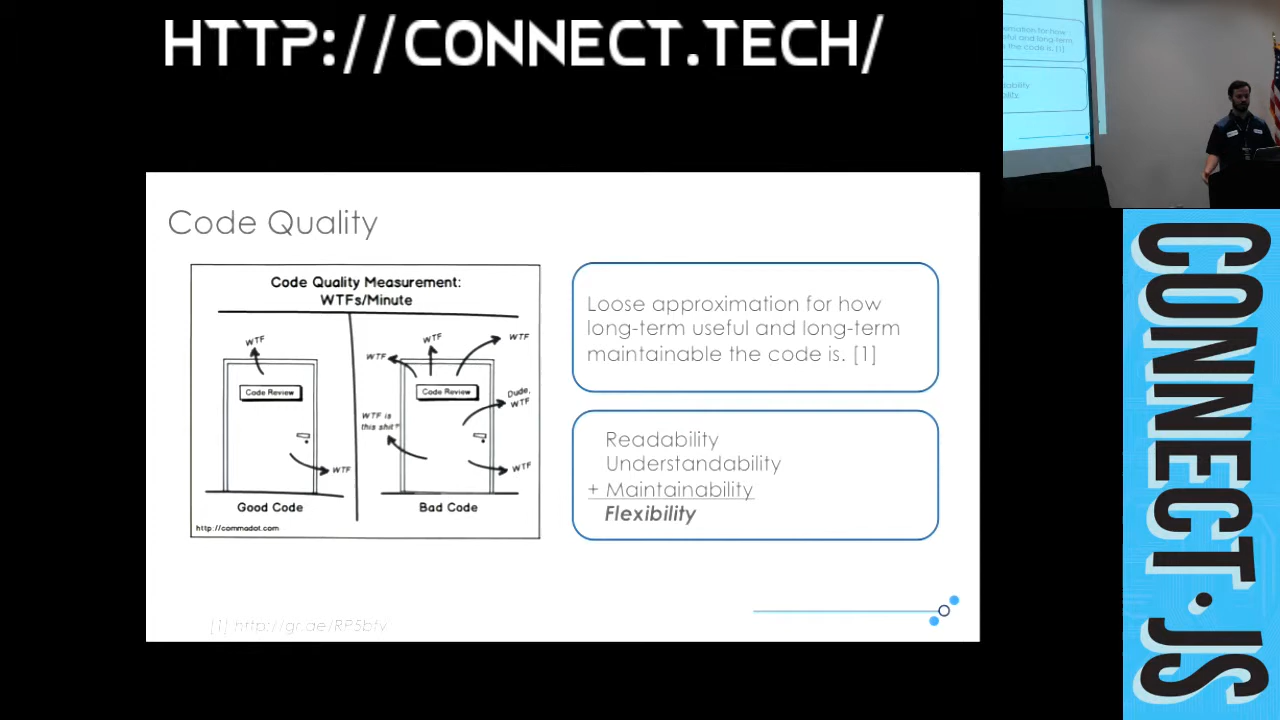 HTTP://CONNECT.TECH/
Code Quality
Code Quality Measurement:
WTFs/Minute
WTF
Code Review
WTF
Good Code
WTF
WTF
WTF
Code Review
Dude,
WTF
WTF is
this shit?
WTF
Bad Code
http://commadot.com
Loose approximation for how
long-term useful and long-term
maintainable the code is. [1]
Readability
Understandability
+ Maintainability
Flexibility
[1] http://gr.ae/RP5bfy
CONNECT.JS